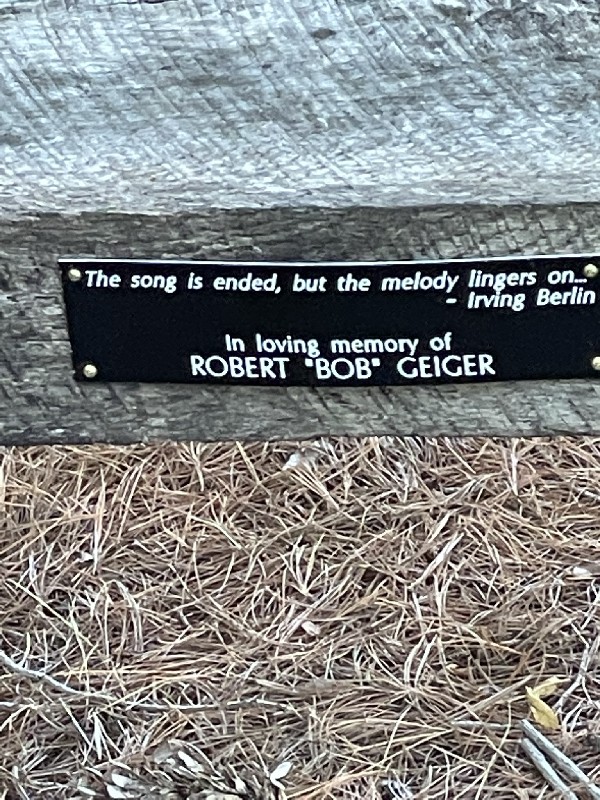 The song is ended, but the melody lingers on...
- Irving Berlin
In loving memory of
ROBERT "BOB" GEIGER